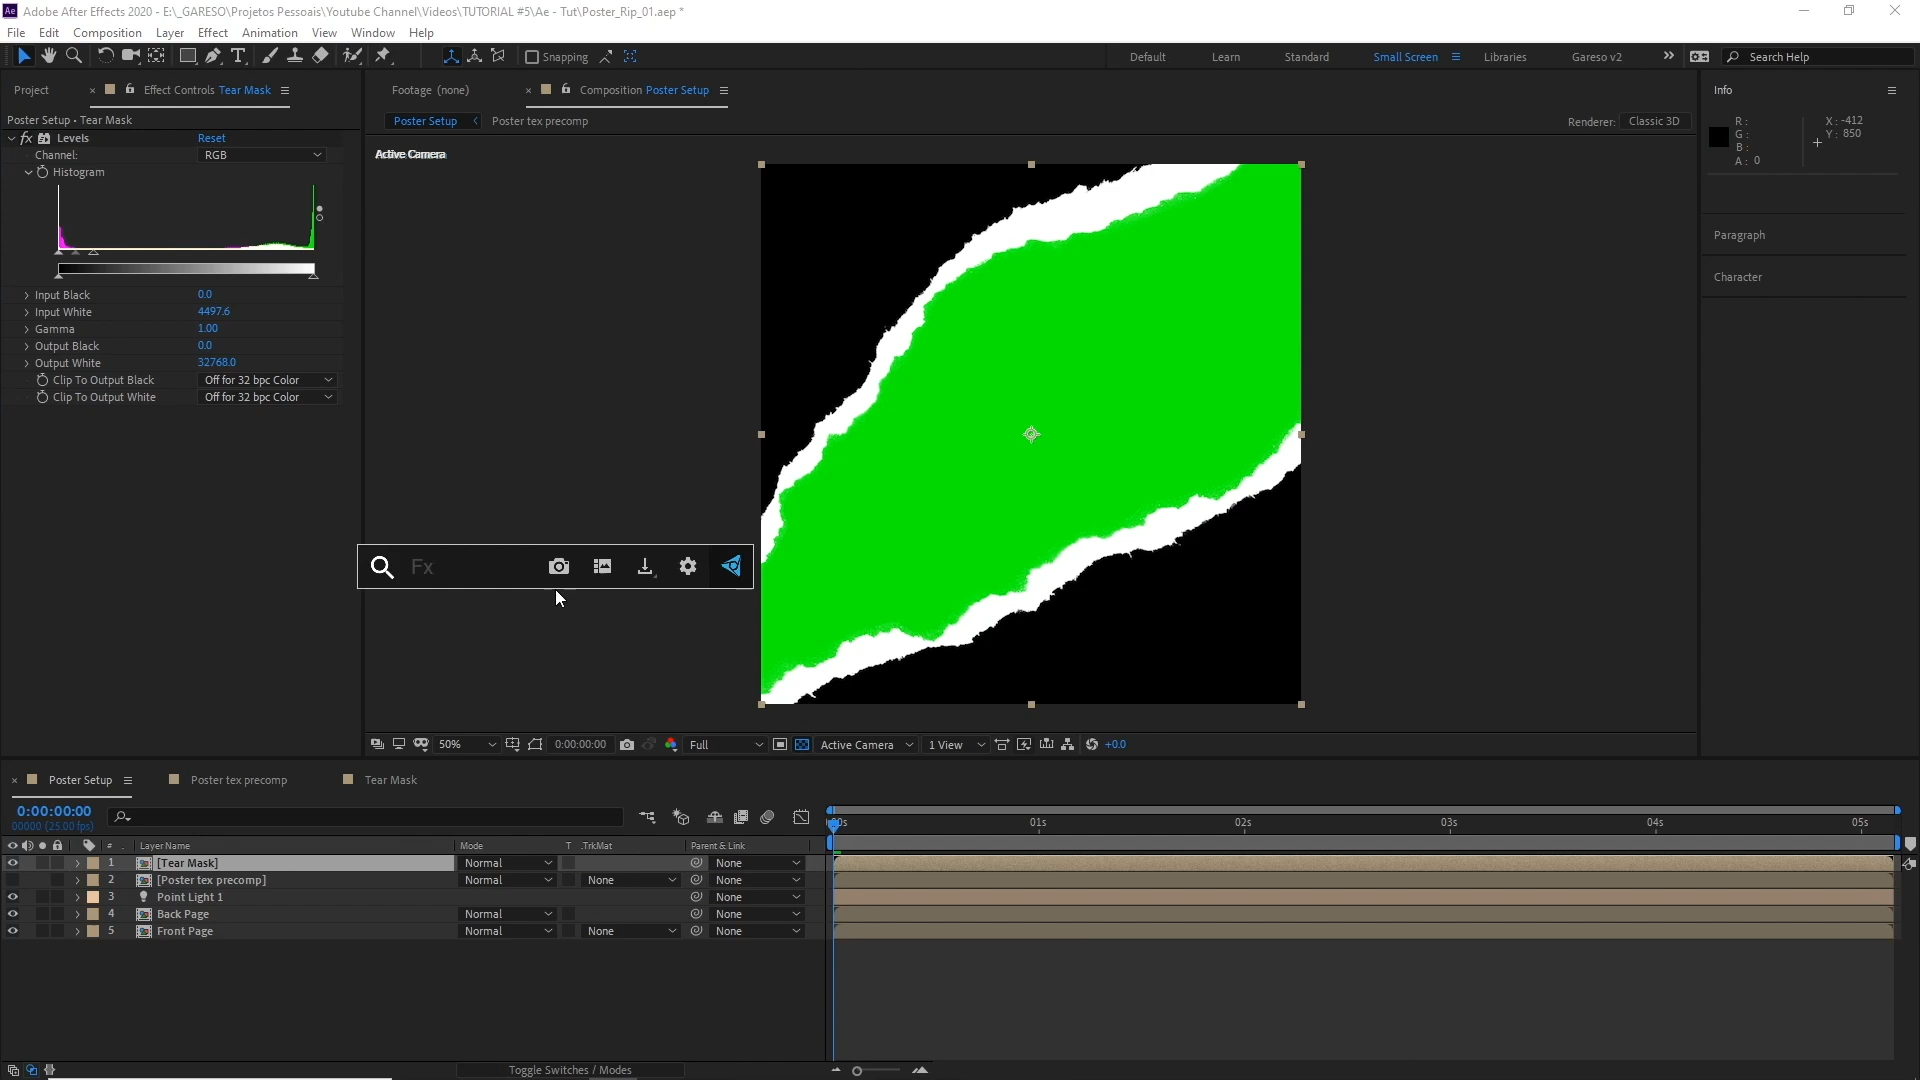 Ae Adobe After Effects 2020 - E:\_GARESO\Projetos Pessoais\Youtube Channel\Videos\TUTORIAL #5\Ae - Tut\Poster_Rip_01.aep *
File Edit Composition Layer Effect Animation View Window Help
Snapping Default Learn Standard Small Screen Libraries Gareso v2 Search Help
Project Effect Controls Tear Mask Footage (none) Composition Poster Setup Info
Poster Setup • Tear Mask
Poster Setup Poster tex precomp Renderer: Classic 3D
R: X: -412
G: Y: 850
B:
A: 0
fx Levels Reset
Channel: RGB
Active Camera
Histogram
Paragraph
Character
Input Black 0.0
Input White 4497.6
Gamma 1.00
Output Black 0.0
Output White 32768.0
Clip To Output Black Off for 32 bpc Color
Clip To Output White Off for 32 bpc Color
Fx
50% 0:00:00:00 Full Active Camera 1 View +0.0
Poster Setup Poster tex precomp Tear Mask
0:00:00:00
00000 (25.00 fps)
00s 01s 02s 03s 04s 05s
# Layer Name Mode T .TrkMat Parent & Link
1 [Tear Mask] Normal None
2 [Poster tex precomp] Normal None None
3 Point Light 1 None
4 Back Page Normal None
5 Front Page Normal None None
Toggle Switches / Modes